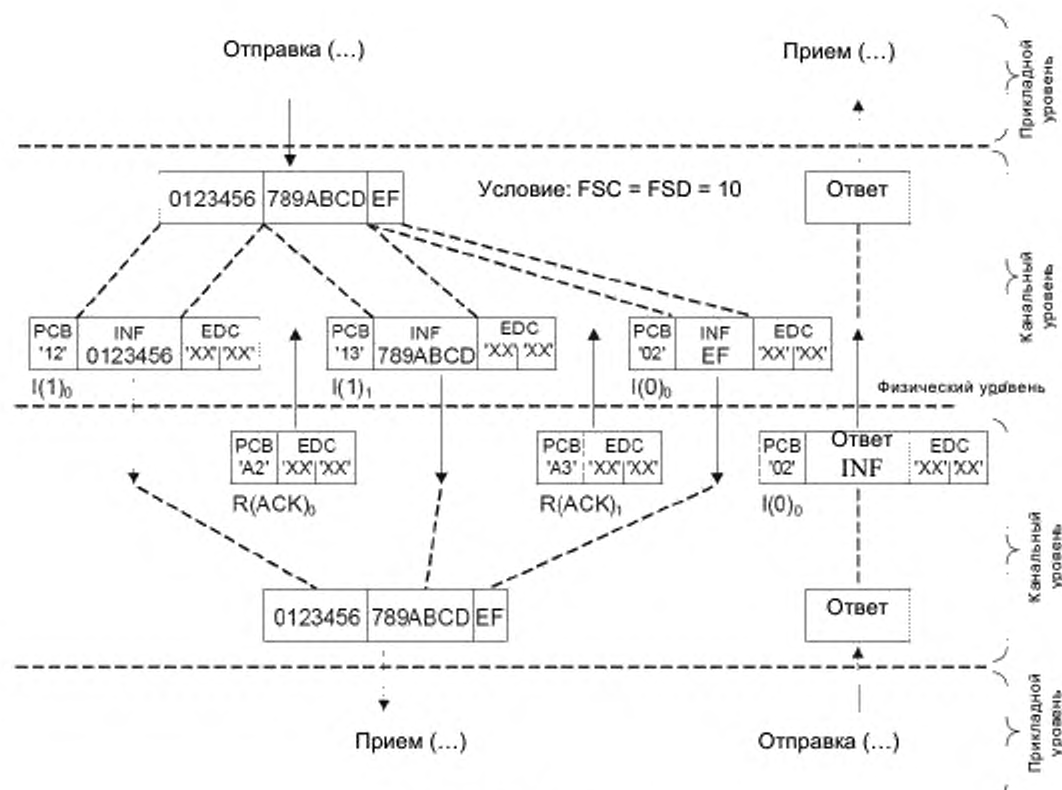 Отправка (…)
Прием (…)
Прикладной
уровень
0123456 789ABCD EF
Условие: FSC = FSD = 10
Ответ
Канальный
уровень
PCB INF EDC
'12' 0123456 'XX' 'XX'
I(1)₀
PCB INF EDC
'13' 789ABCD 'XX' 'XX'
I(1)₁
PCB INF EDC
'02' EF 'XX' 'XX'
I(0)₀
Физический уровень
PCB EDC
'A2' 'XX' 'XX'
R(ACK)₀
PCB EDC
'A3' 'XX' 'XX'
R(ACK)₁
PCB Ответ EDC
'02' INF 'XX' 'XX'
I(0)₀
Канальный
уровень
0123456 789ABCD EF
Ответ
Прием (…)
Отправка (…)
Прикладной
уровень